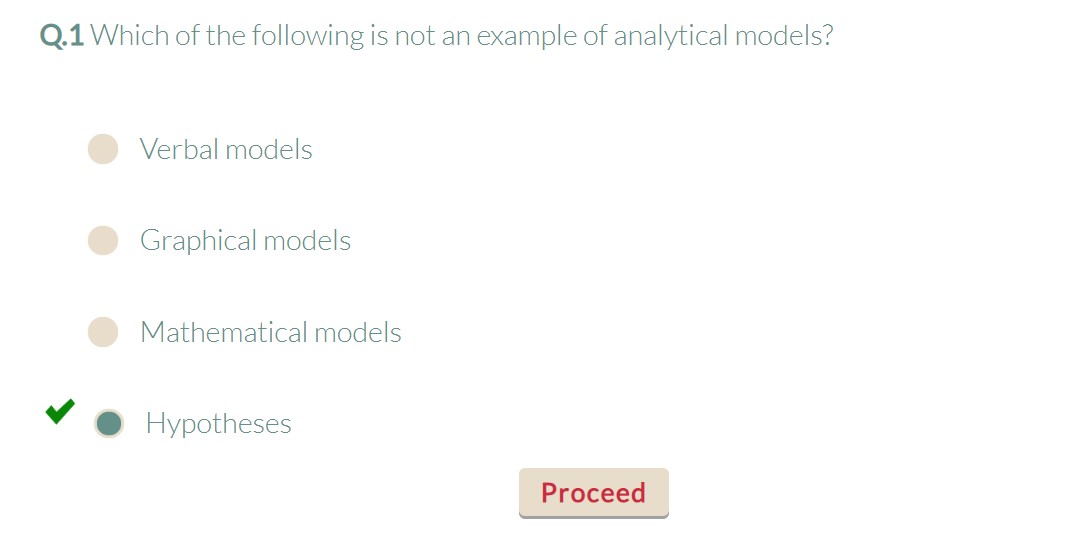 Q.1 Which of the following is not an example of analytical models?
Verbal models
Graphical models
Mathematical models
Hypotheses
Proceed